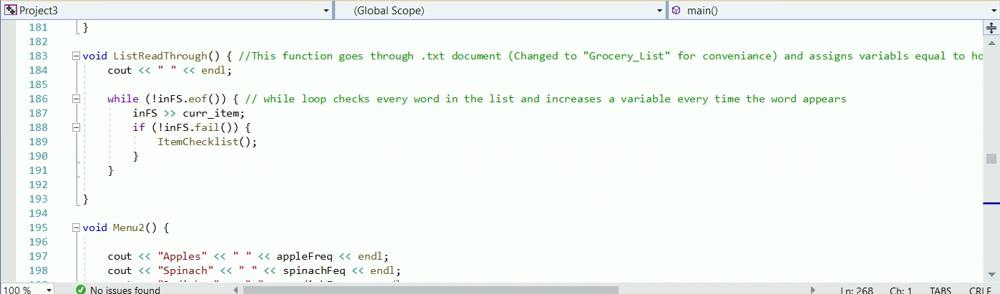 Project3 (Global Scope) main()
181 }
182
183 void ListReadThrough() { //This function goes through .txt document (Changed to "Grocery_List" for conveniance) and assigns variabls equal to ho
184 cout << " " << endl;
185
186 while (!inFS.eof()) { // while loop checks every word in the list and increases a variable every time the word appears
187 inFS >> curr_item;
188 if (!inFS.fail()) {
189 ItemChecklist();
190 }
191 }
192
193 }
194
195 void Menu2() {
196
197 cout << "Apples" << " " << appleFreq << endl;
198 cout << "Spinach" << " " << spinachFeq << endl;
100 % No issues found Ln: 268 Ch: 1 TABS CRLF